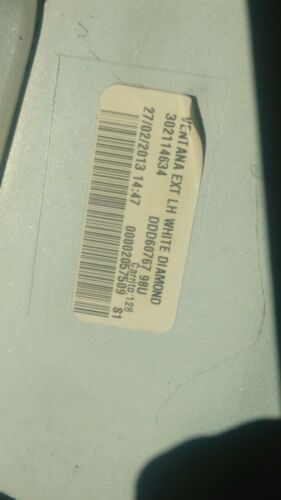 VENTANA EXT LH WHITE DIAMOND
302114634 DDD60767 98U
Carrito 128
27/02/2013 14:47 00002057509
S1